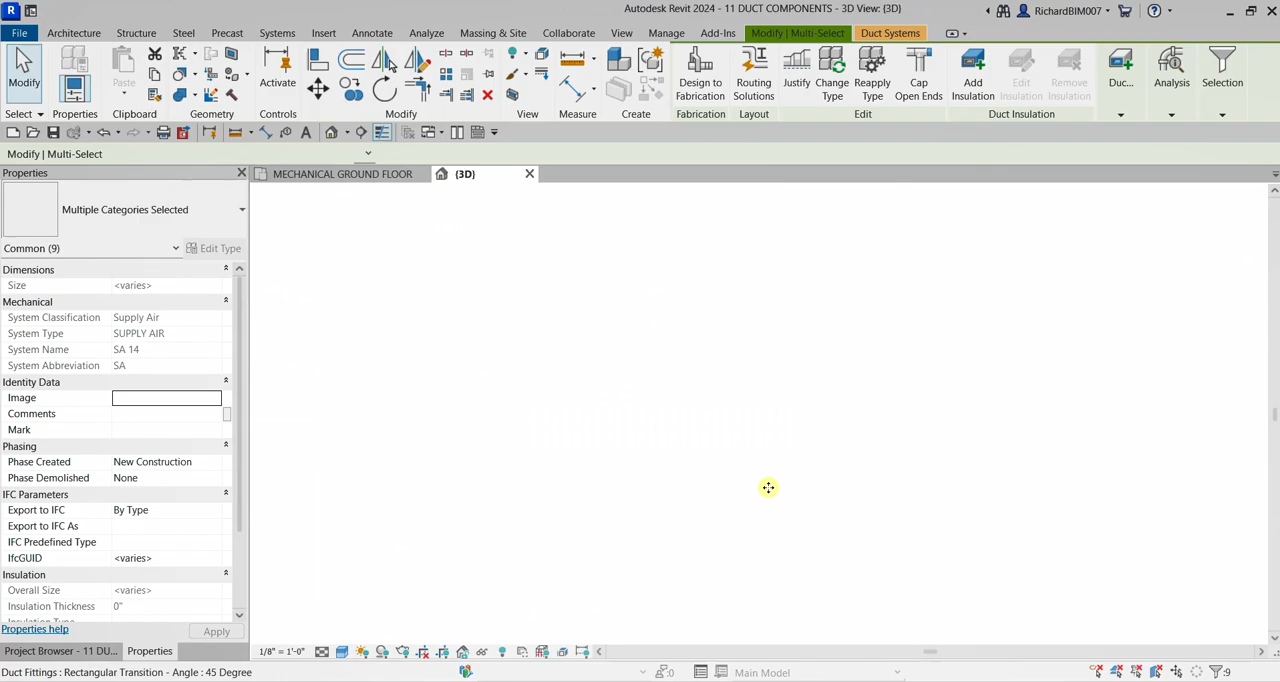 Autodesk Revit 2024 - 11 DUCT COMPONENTS - 3D View: {3D}
RichardBIM007
File Architecture Structure Steel Precast Systems Insert Annotate Analyze Massing & Site Collaborate View Manage Add-Ins Modify | Multi-Select Duct Systems
Modify
Paste
Activate
Design to Fabrication
Routing Solutions
Justify
Change Type
Reapply Type
Cap Open Ends
Add Insulation
Edit Insulation
Remove Insulation
Duc...
Analysis
Selection
Select Properties Clipboard Geometry Controls Modify View Measure Create Fabrication Layout Edit Duct Insulation
Modify | Multi-Select
Properties
MECHANICAL GROUND FLOOR
{3D}
Multiple Categories Selected
Common (9) Edit Type
Dimensions
Size <varies>
Mechanical
System Classification Supply Air
System Type SUPPLY AIR
System Name SA 14
System Abbreviation SA
Identity Data
Image
Comments
Mark
Phasing
Phase Created New Construction
Phase Demolished None
IFC Parameters
Export to IFC By Type
Export to IFC As
IFC Predefined Type
IfcGUID <varies>
Insulation
Overall Size <varies>
Insulation Thickness 0"
Properties help Apply
Project Browser - 11 DU... Properties
1/8" = 1'-0"
Duct Fittings : Rectangular Transition - Angle : 45 Degree
:0
Main Model
:9